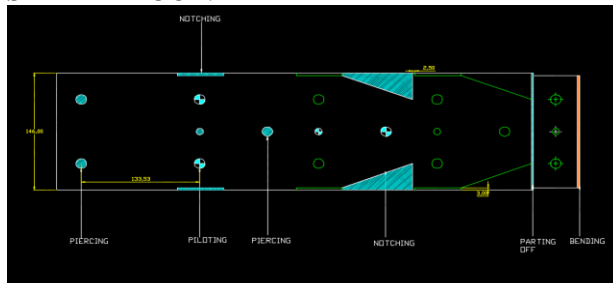 NOTCHING
2,50
146,00
133,53
3,00
PIERCING
PILOTING
PIERCING
NOTCHING
PARTING
OFF
BENDING